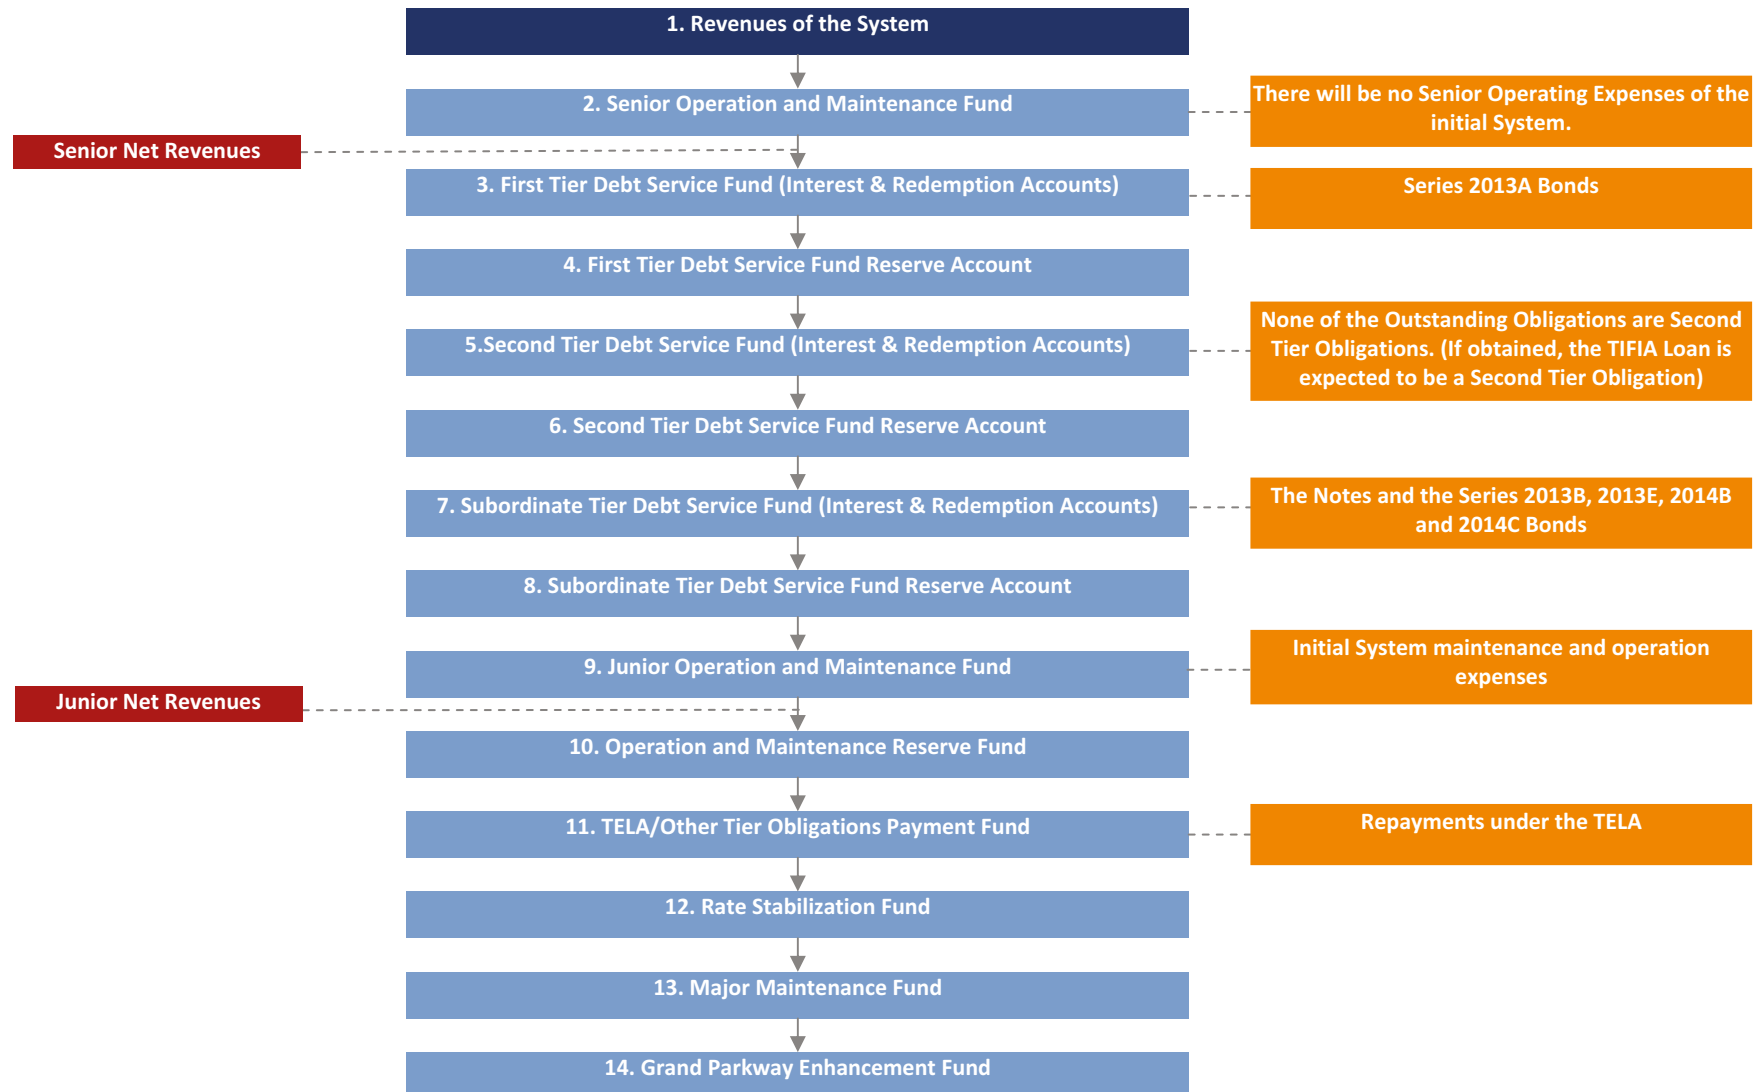 1. Revenues of the System
2. Senior Operation and Maintenance Fund
There will be no Senior Operating Expenses of the
initial System.
Senior Net Revenues
3. First Tier Debt Service Fund (Interest & Redemption Accounts)
Series 2013A Bonds
4. First Tier Debt Service Fund Reserve Account
5.Second Tier Debt Service Fund (Interest & Redemption Accounts)
None of the Outstanding Obligations are Second
Tier Obligations. (If obtained, the TIFIA Loan is
expected to be a Second Tier Obligation)
6. Second Tier Debt Service Fund Reserve Account
7. Subordinate Tier Debt Service Fund (Interest & Redemption Accounts)
The Notes and the Series 2013B, 2013E, 2014B
and 2014C Bonds
8. Subordinate Tier Debt Service Fund Reserve Account
9. Junior Operation and Maintenance Fund
Initial System maintenance and operation
expenses
Junior Net Revenues
10. Operation and Maintenance Reserve Fund
11. TELA/Other Tier Obligations Payment Fund
Repayments under the TELA
12. Rate Stabilization Fund
13. Major Maintenance Fund
14. Grand Parkway Enhancement Fund